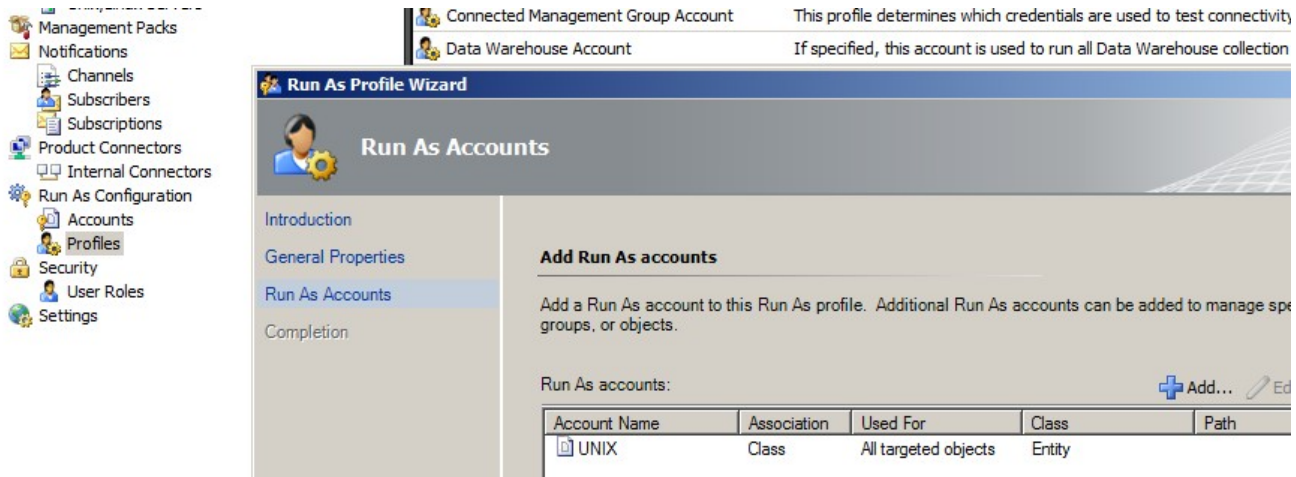 Management Packs
Notifications
Channels
Subscribers
Subscriptions
Product Connectors
Internal Connectors
Run As Configuration
Accounts
Profiles
Security
User Roles
Settings
Connected Management Group Account This profile determines which credentials are used to test connectivity
Data Warehouse Account If specified, this account is used to run all Data Warehouse collection
Run As Profile Wizard
Run As Accounts
Introduction
General Properties
Run As Accounts
Completion
Add Run As accounts
Add a Run As account to this Run As profile. Additional Run As accounts can be added to manage spe
groups, or objects.
Run As accounts:
Add... Ed
Account Name Association Used For Class Path
UNIX Class All targeted objects Entity